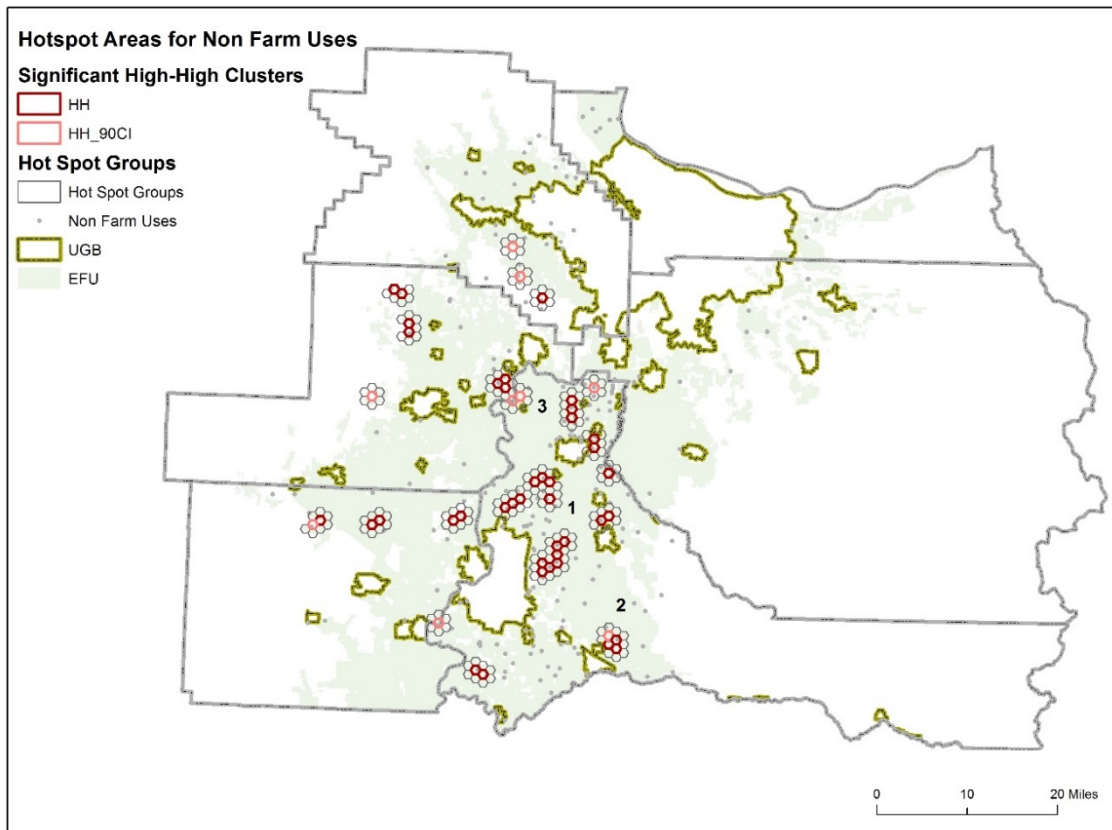 Hotspot Areas for Non Farm Uses
Significant High-High Clusters
HH
HH_90CI
Hot Spot Groups
Hot Spot Groups
Non Farm Uses
UGB
EFU
3
1
2
0 10 20 Miles